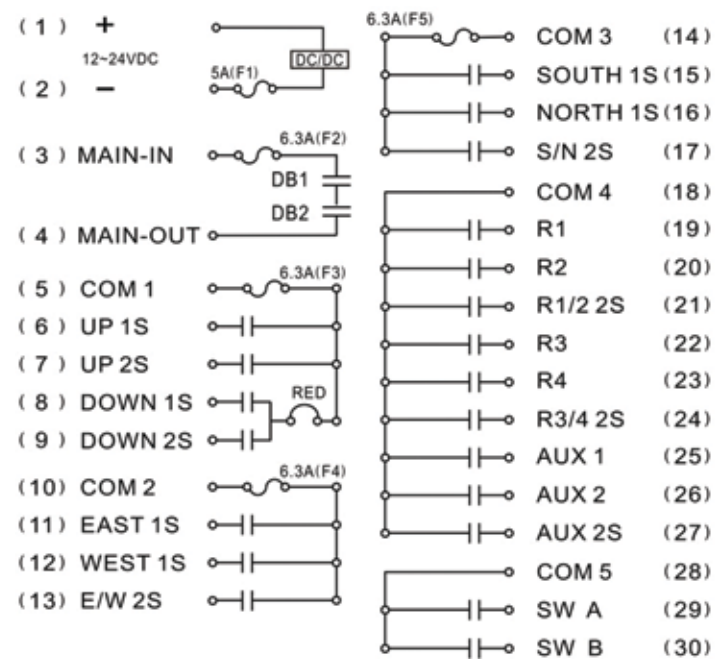 ( 1 ) +
12~24VDC
DC/DC
( 2 ) −
5A(F1)
( 3 ) MAIN-IN
6.3A(F2)
DB1
DB2
( 4 ) MAIN-OUT
6.3A(F3)
( 5 ) COM 1
( 6 ) UP 1S
( 7 ) UP 2S
( 8 ) DOWN 1S
RED
( 9 ) DOWN 2S
6.3A(F4)
(10) COM 2
(11) EAST 1S
(12) WEST 1S
(13) E/W 2S
6.3A(F5)
COM 3 (14)
SOUTH 1S (15)
NORTH 1S (16)
S/N 2S (17)
COM 4 (18)
R1 (19)
R2 (20)
R1/2 2S (21)
R3 (22)
R4 (23)
R3/4 2S (24)
AUX 1 (25)
AUX 2 (26)
AUX 2S (27)
COM 5 (28)
SW A (29)
SW B (30)